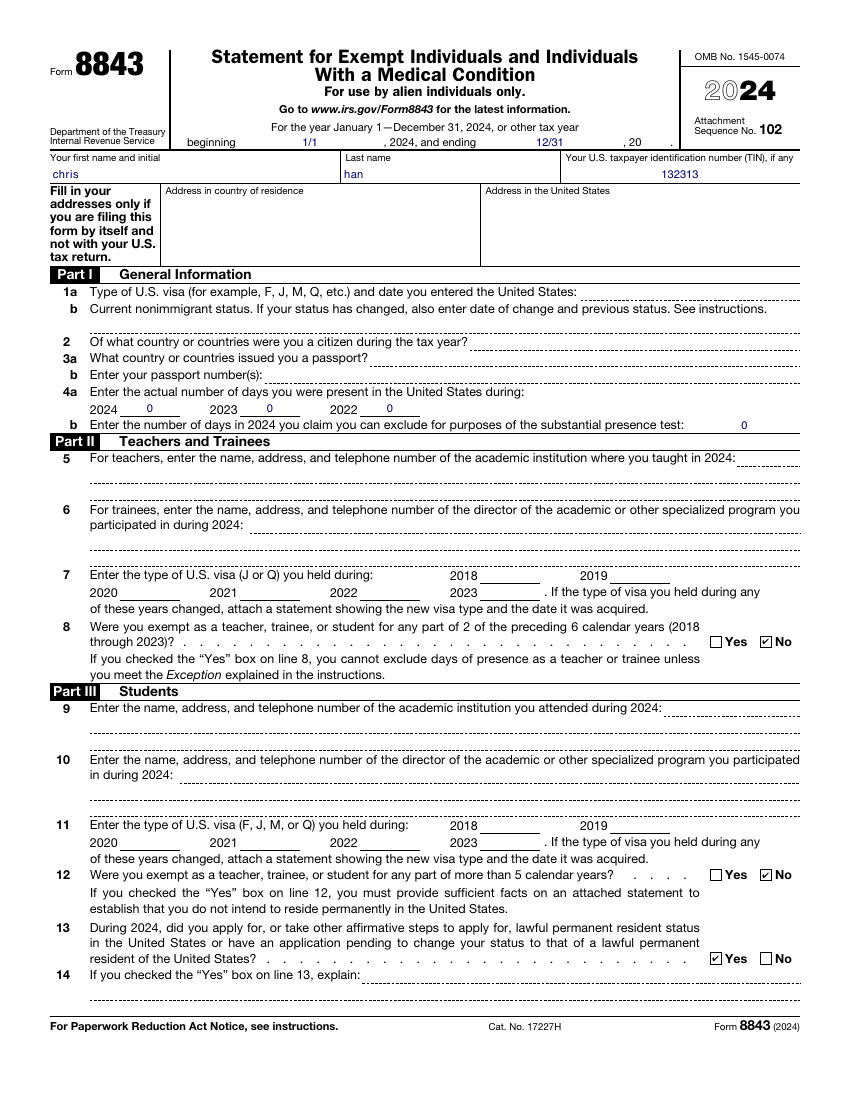 Form 8843
Department of the Treasury
Internal Revenue Service
Statement for Exempt Individuals and Individuals
With a Medical Condition
For use by alien individuals only.
Go to www.irs.gov/Form8843 for the latest information.
For the year January 1—December 31, 2024, or other tax year
beginning 1/1 , 2024, and ending 12/31 , 20 .
OMB No. 1545-0074
2024
Attachment
Sequence No. 102
Your first name and initial
chris
Last name
han
Your U.S. taxpayer identification number (TIN), if any
132313
Fill in your
addresses only if
you are filing this
form by itself and
not with your U.S.
tax return.
Address in country of residence
Address in the United States
Part I General Information
1a Type of U.S. visa (for example, F, J, M, Q, etc.) and date you entered the United States:
b Current nonimmigrant status. If your status has changed, also enter date of change and previous status. See instructions.
2 Of what country or countries were you a citizen during the tax year?
3a What country or countries issued you a passport?
b Enter your passport number(s):
4a Enter the actual number of days you were present in the United States during:
2024 0 2023 0 2022 0
b Enter the number of days in 2024 you claim you can exclude for purposes of the substantial presence test: 0
Part II Teachers and Trainees
5 For teachers, enter the name, address, and telephone number of the academic institution where you taught in 2024:
6 For trainees, enter the name, address, and telephone number of the director of the academic or other specialized program you
participated in during 2024:
7 Enter the type of U.S. visa (J or Q) you held during: 2018 2019
2020 2021 2022 2023 . If the type of visa you held during any
of these years changed, attach a statement showing the new visa type and the date it was acquired.
8 Were you exempt as a teacher, trainee, or student for any part of 2 of the preceding 6 calendar years (2018
through 2023)? . . . . . . . . . . . . . . . . . . . . . . . . . . . . . Yes ✔ No
If you checked the “Yes” box on line 8, you cannot exclude days of presence as a teacher or trainee unless
you meet the Exception explained in the instructions.
Part III Students
9 Enter the name, address, and telephone number of the academic institution you attended during 2024:
10 Enter the name, address, and telephone number of the director of the academic or other specialized program you participated
in during 2024:
11 Enter the type of U.S. visa (F, J, M, or Q) you held during: 2018 2019
2020 2021 2022 2023 . If the type of visa you held during any
of these years changed, attach a statement showing the new visa type and the date it was acquired.
12 Were you exempt as a teacher, trainee, or student for any part of more than 5 calendar years? . . . . Yes ✔ No
If you checked the “Yes” box on line 12, you must provide sufficient facts on an attached statement to
establish that you do not intend to reside permanently in the United States.
13 During 2024, did you apply for, or take other affirmative steps to apply for, lawful permanent resident status
in the United States or have an application pending to change your status to that of a lawful permanent
resident of the United States? . . . . . . . . . . . . . . . . . . . . . . . . ✔ Yes No
14 If you checked the “Yes” box on line 13, explain:
For Paperwork Reduction Act Notice, see instructions. Cat. No. 17227H Form 8843 (2024)